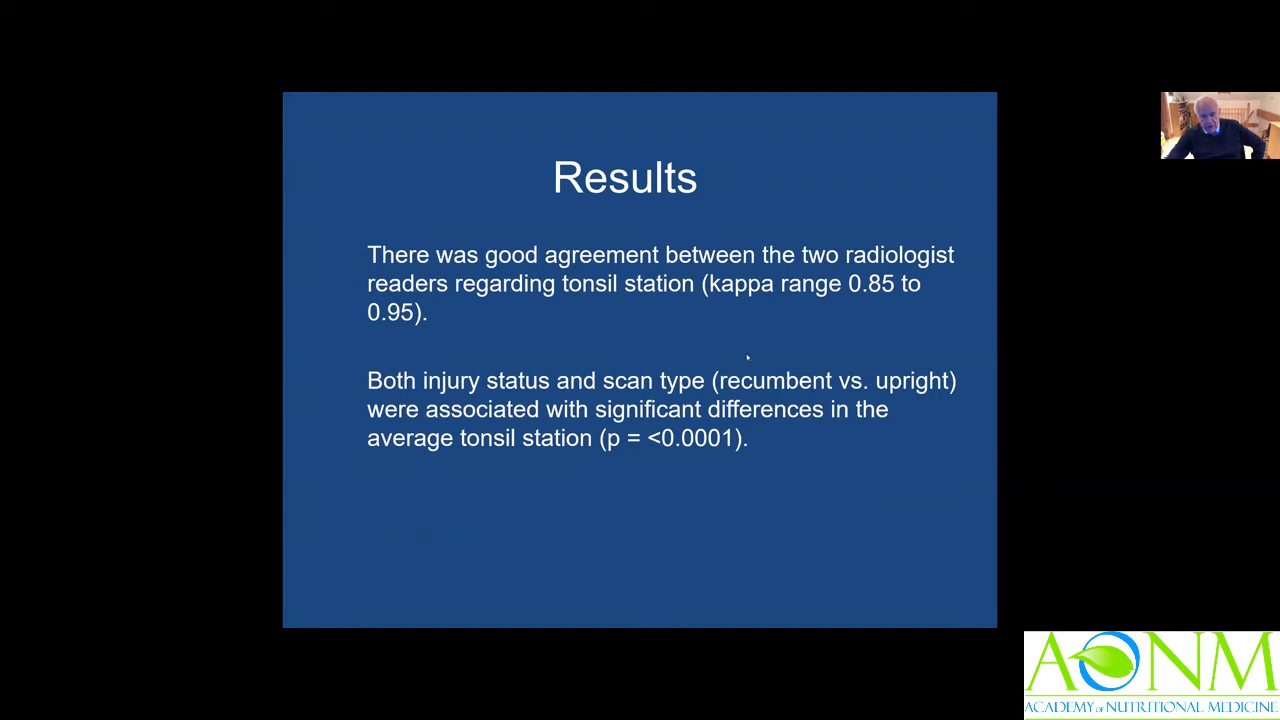 Results
There was good agreement between the two radiologist
readers regarding tonsil station (kappa range 0.85 to
0.95).
Both injury status and scan type (recumbent vs. upright)
were associated with significant differences in the
average tonsil station (p = <0.0001).
AONM
ACADEMY of NUTRITIONAL MEDICINE